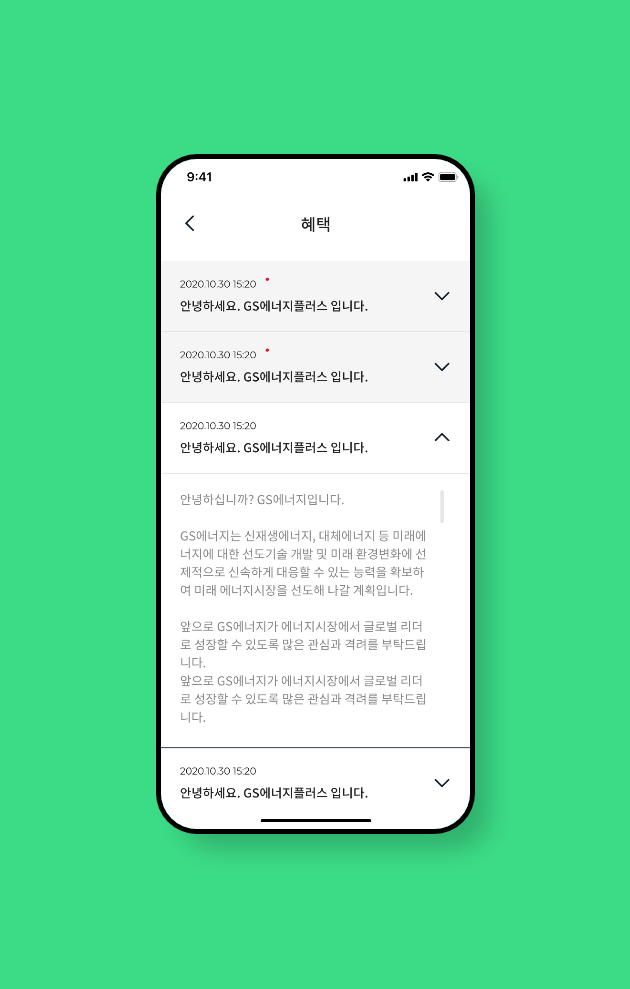 9:41
혜택
2020.10.30 15:20
안녕하세요. GS에너지플러스 입니다.
2020.10.30 15:20
안녕하세요. GS에너지플러스 입니다.
2020.10.30 15:20
안녕하세요. GS에너지플러스 입니다.
안녕하십니까? GS에너지입니다.
GS에너지는 신재생에너지, 대체에너지 등 미래에
너지에 대한 선도기술 개발 및 미래 환경변화에 선
제적으로 신속하게 대응할 수 있는 능력을 확보하
여 미래 에너지시장을 선도해 나갈 계획입니다.
앞으로 GS에너지가 에너지시장에서 글로벌 리더
로 성장할 수 있도록 많은 관심과 격려를 부탁드립
니다.
앞으로 GS에너지가 에너지시장에서 글로벌 리더
로 성장할 수 있도록 많은 관심과 격려를 부탁드립
니다.
2020.10.30 15:20
안녕하세요. GS에너지플러스 입니다.